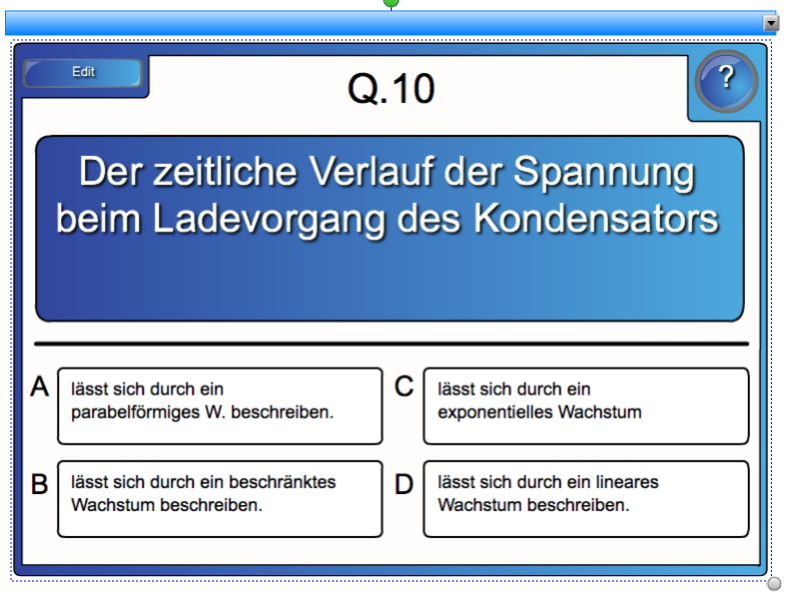 Edit
Q.10
?
Der zeitliche Verlauf der Spannung
beim Ladevorgang des Kondensators
A
lässt sich durch ein
parabelförmiges W. beschreiben.
B
lässt sich durch ein beschränktes
Wachstum beschreiben.
C
lässt sich durch ein
exponentielles Wachstum
D
lässt sich durch ein lineares
Wachstum beschreiben.